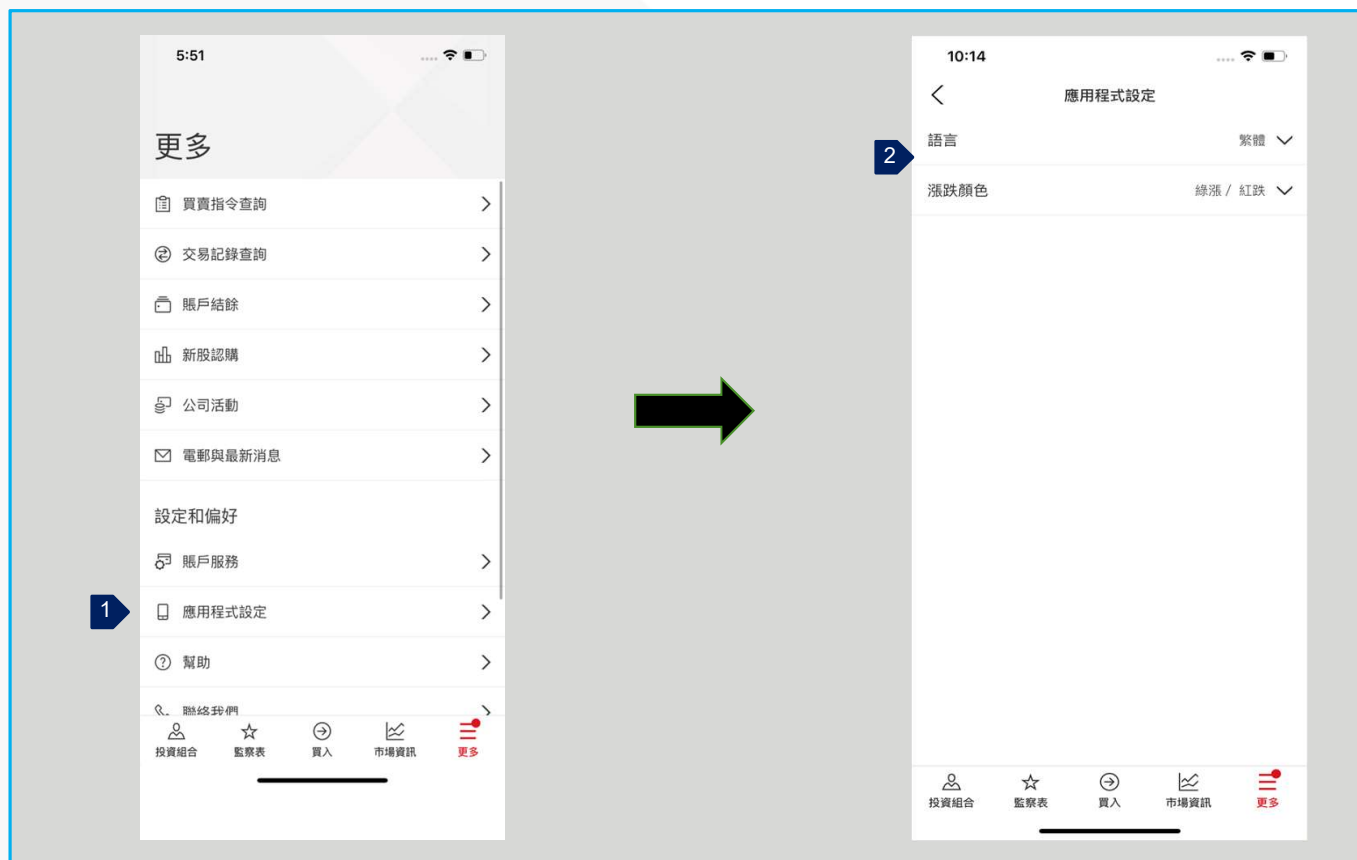 5:51
更多
買賣指令查詢
交易記錄查詢
賬戶結餘
新股認購
公司活動
電郵與最新消息
設定和偏好
賬戶服務
1
應用程式設定
幫助
聯絡我們
投資組合 監察表 買入 市場資訊 更多
10:14
應用程式設定
2
語言 繁體
漲跌顏色 綠漲 / 紅跌
投資組合 監察表 買入 市場資訊 更多